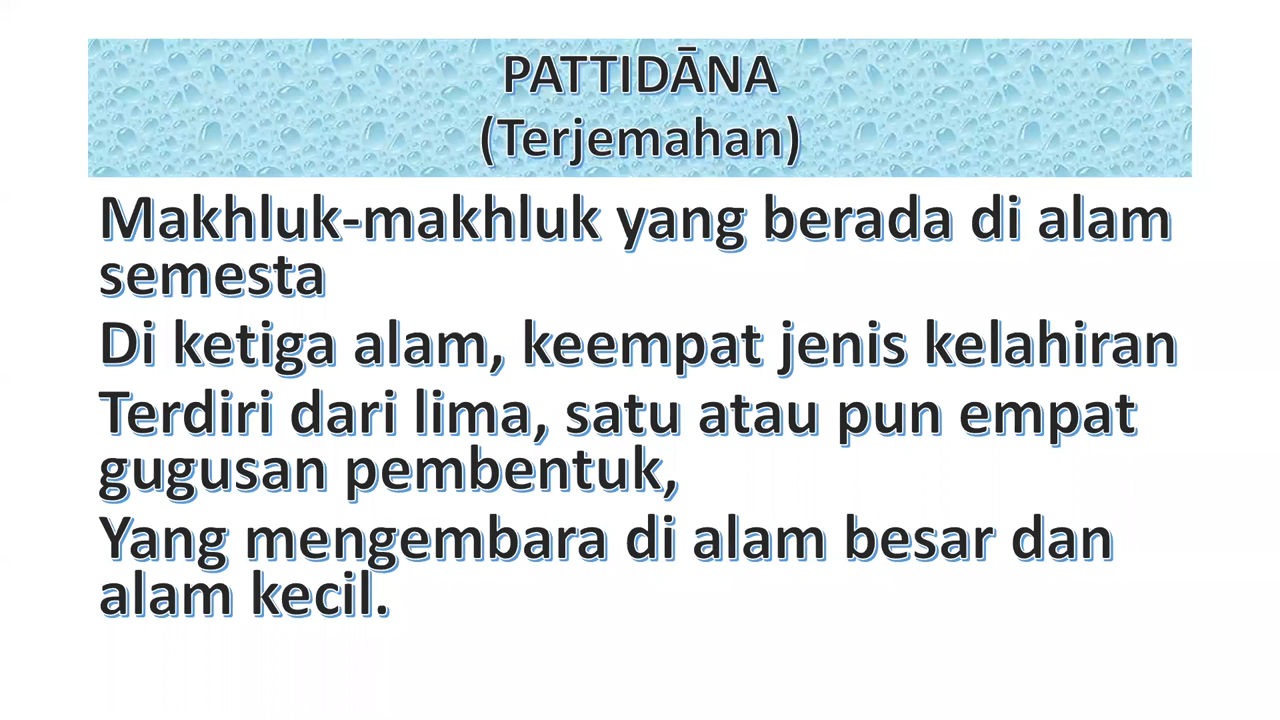 PATTIDĀNA
(Terjemahan)
Makhluk-makhluk yang berada di alam
semesta
Di ketiga alam, keempat jenis kelahiran
Terdiri dari lima, satu atau pun empat
gugusan pembentuk,
Yang mengembara di alam besar dan
alam kecil.